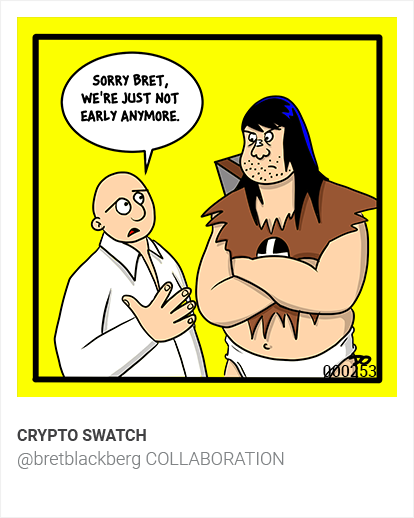 SORRY BRET,
WE'RE JUST NOT
EARLY ANYMORE.
000253
CRYPTO SWATCH
@bretblackberg COLLABORATION